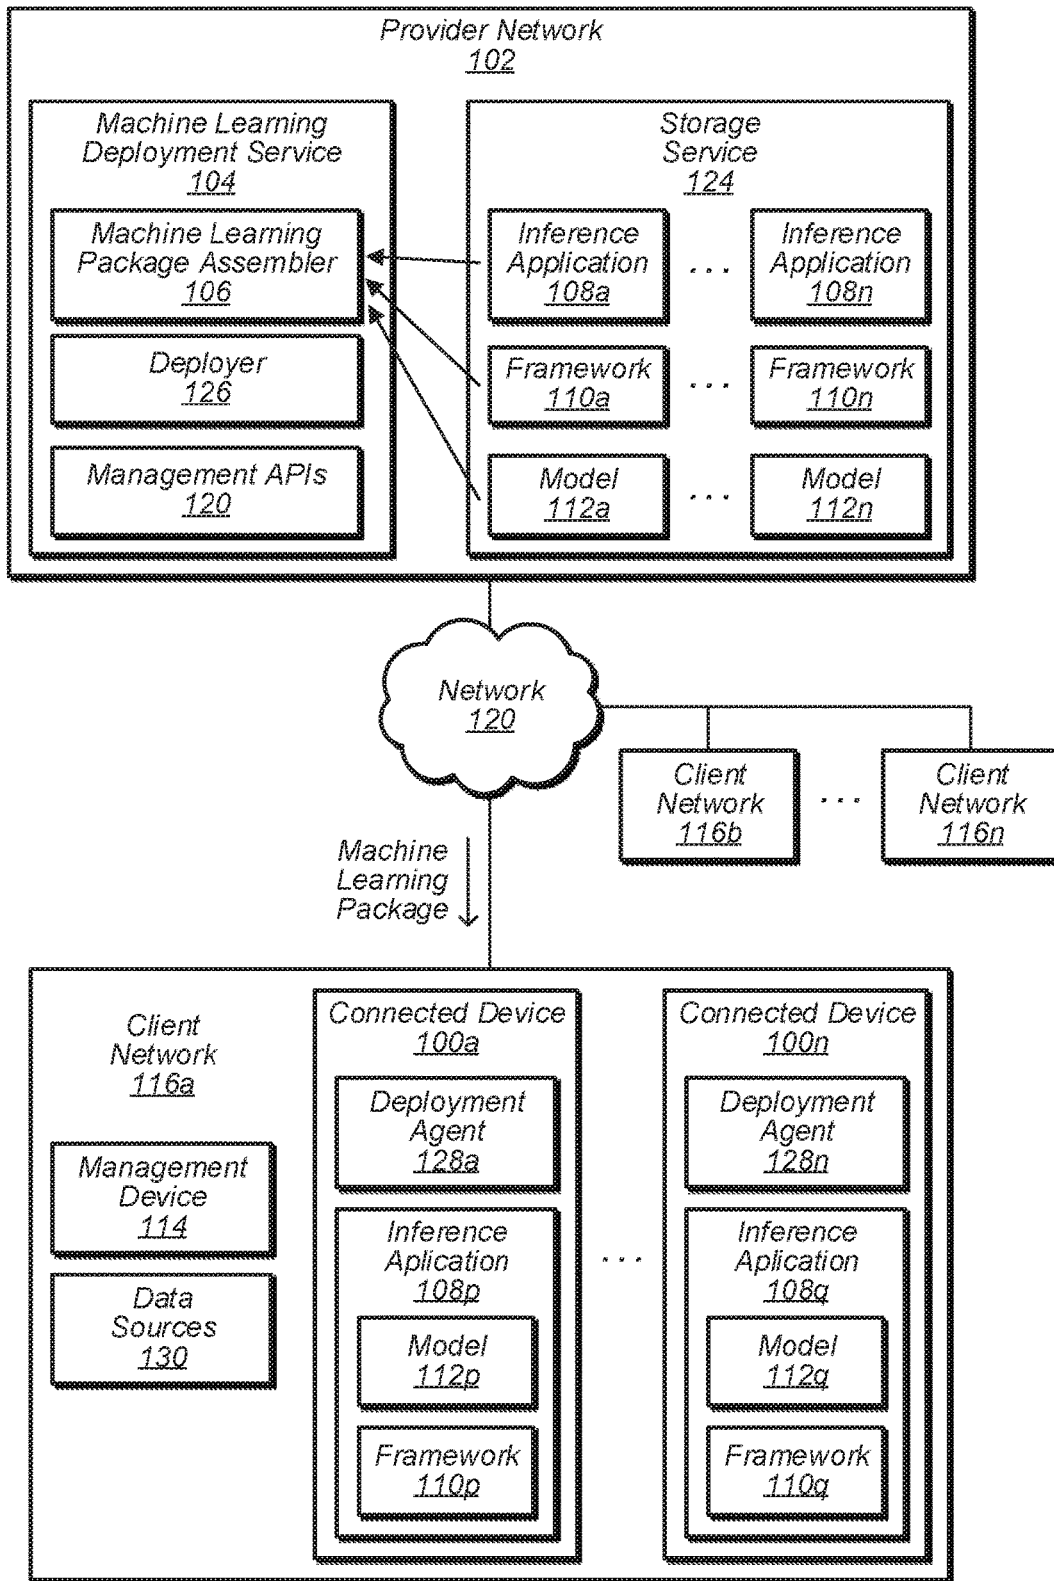 Provider Network
102
Machine Learning
Deployment Service
104
Machine Learning
Package Assembler
106
Deployer
126
Management APIs
120
Storage
Service
124
Inference
Application
108a
...
Inference
Application
108n
Framework
110a
...
Framework
110n
Model
112a
...
Model
112n
Network
120
Client
Network
116b
...
Client
Network
116n
Machine
Learning
Package
Client
Network
116a
Management
Device
114
Data
Sources
130
Connected Device
100a
Deployment
Agent
128a
Inference
Aplication
108p
Model
112p
Framework
110p
...
Connected Device
100n
Deployment
Agent
128n
Inference
Aplication
108q
Model
112q
Framework
110q